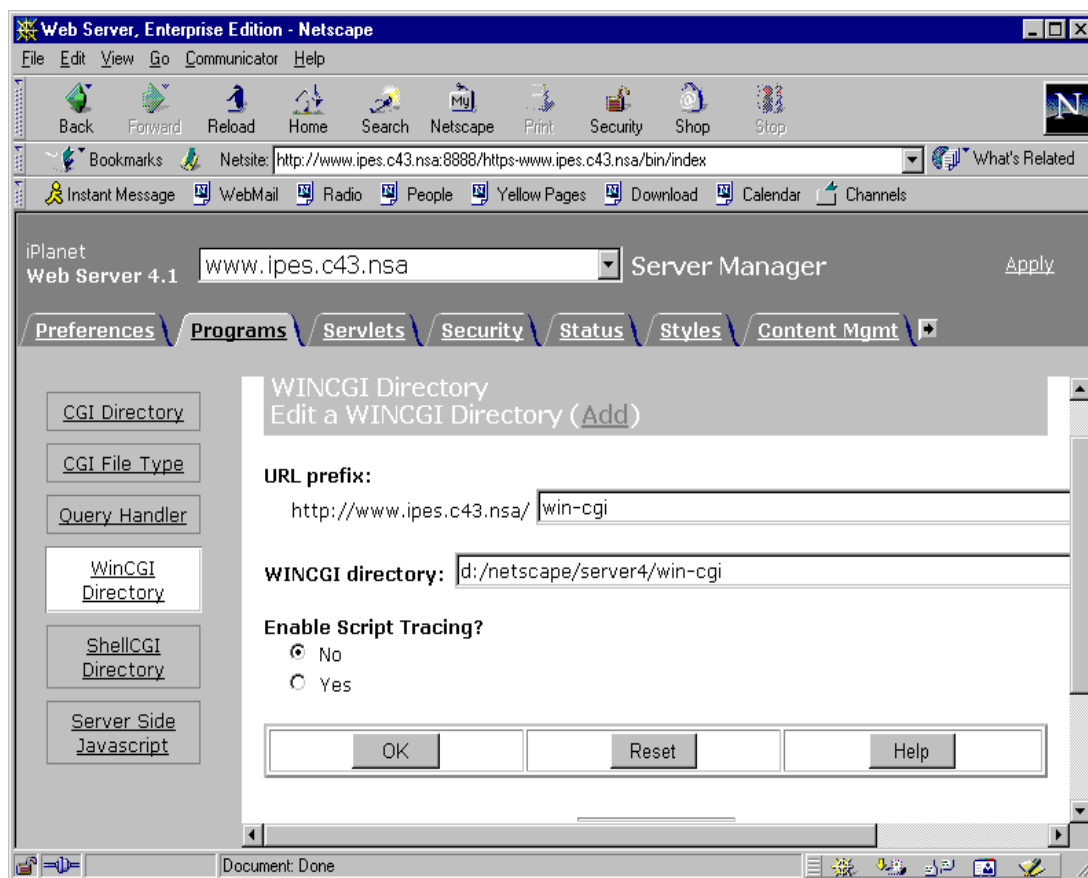 Web Server, Enterprise Edition - Netscape
File Edit View Go Communicator Help
Back Forward Reload Home Search Netscape Print Security Shop Stop
My
N
Bookmarks Netsite: http://www.ipes.c43.nsa:8888/https-www.ipes.c43.nsa/bin/index What's Related
Instant Message WebMail Radio People Yellow Pages Download Calendar Channels
iPlanet
Web Server 4.1 www.ipes.c43.nsa Server Manager Apply
Preferences Programs Servlets Security Status Styles Content Mgmt
WINCGI Directory
Edit a WINCGI Directory (Add)
CGI Directory
CGI File Type
Query Handler
WinCGI
Directory
ShellCGI
Directory
Server Side
Javascript
URL prefix:
http://www.ipes.c43.nsa/ win-cgi
WINCGI directory: d:/netscape/server4/win-cgi
Enable Script Tracing?
No
Yes
OK Reset Help
Document: Done